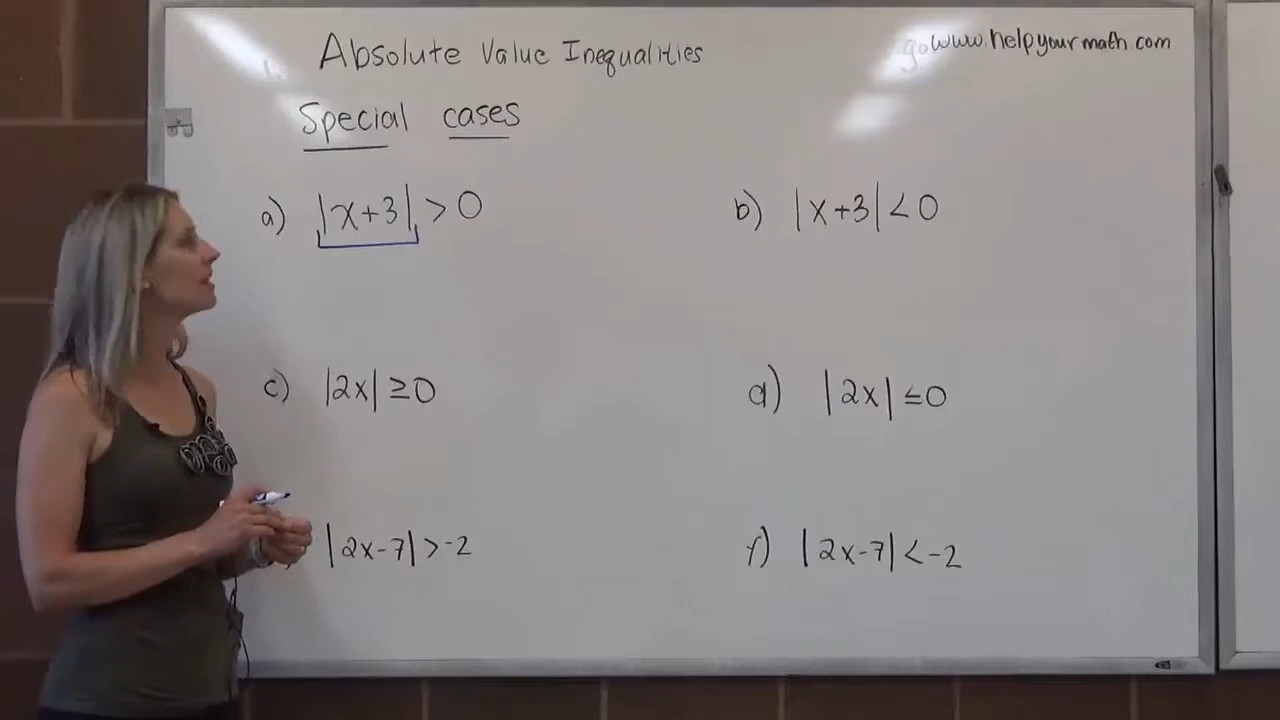 Absolute Value Inequalities
www.helpyourmath.com
Special cases
a) |x+3| > 0
b) |x+3| < 0
c) |2x| ≥ 0
d) |2x| ≤ 0
|2x-7| > -2
f) |2x-7| < -2